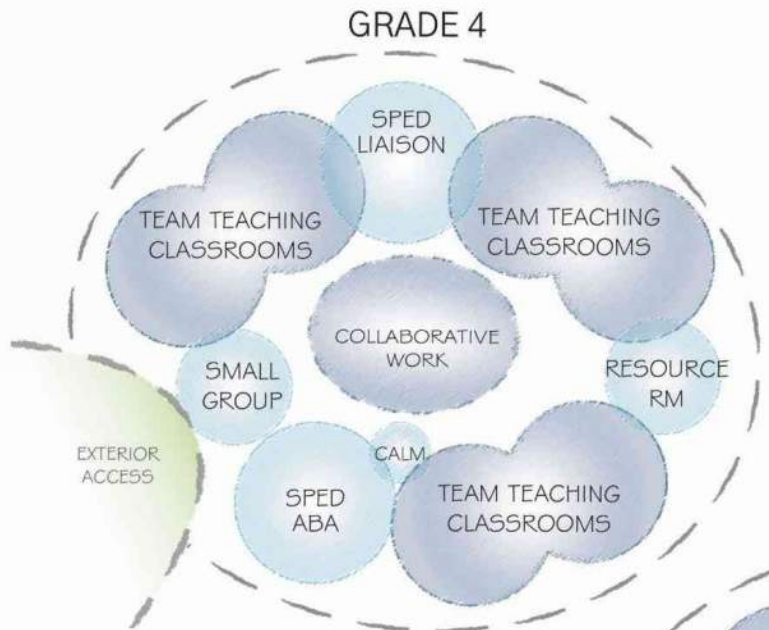 GRADE 4
SPED
LIAISON
TEAM TEACHING
CLASSROOMS
TEAM TEACHING
CLASSROOMS
COLLABORATIVE
WORK
SMALL
GROUP
RESOURCE
RM
EXTERIOR
ACCESS
CALM
SPED
ABA
TEAM TEACHING
CLASSROOMS